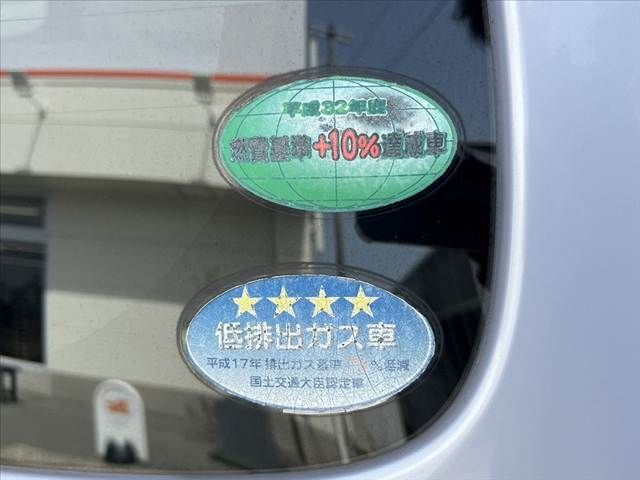 平成22年度
燃費基準+10%達成車
低排出ガス車
平成17年 排出ガス基準 %低減
国土交通大臣認定車